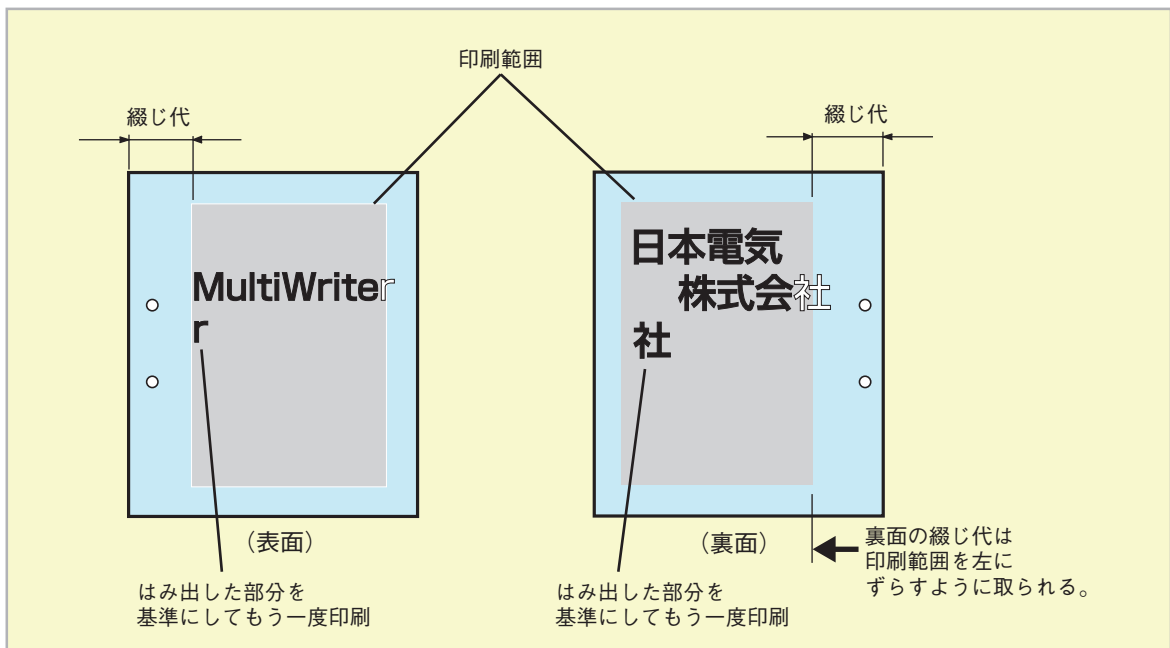 印刷範囲
綴じ代
綴じ代
MultiWriter
r
日本電気
株式会社
社
（表面）
（裏面）
はみ出した部分を
基準にしてもう一度印刷
はみ出した部分を
基準にしてもう一度印刷
裏面の綴じ代は
印刷範囲を左に
ずらすように取られる。